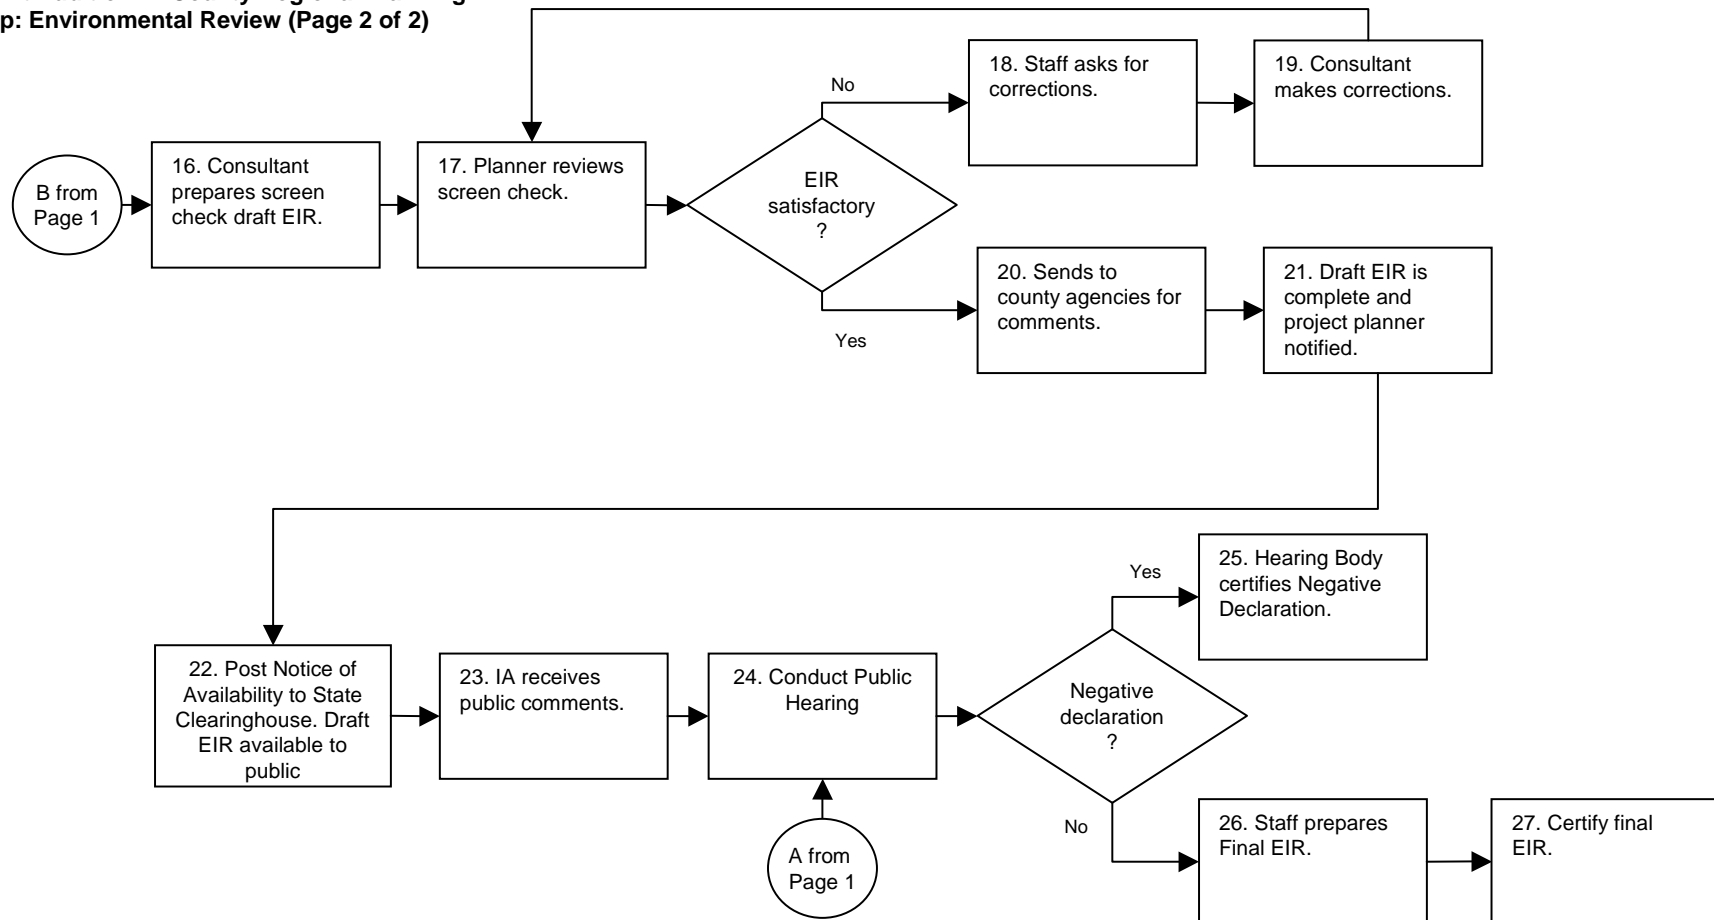 p: Environmental Review (Page 2 of 2)
18. Staff asks for
corrections.
19. Consultant
makes corrections.
No
B from
Page 1
16. Consultant
prepares screen
check draft EIR.
17. Planner reviews
screen check.
EIR
satisfactory
?
Yes
20. Sends to
county agencies for
comments.
21. Draft EIR is
complete and
project planner
notified.
22. Post Notice of
Availability to State
Clearinghouse. Draft
EIR available to
public
23. IA receives
public comments.
24. Conduct Public
Hearing
A from
Page 1
Negative
declaration
?
Yes
25. Hearing Body
certifies Negative
Declaration.
No
26. Staff prepares
Final EIR.
27. Certify final
EIR.